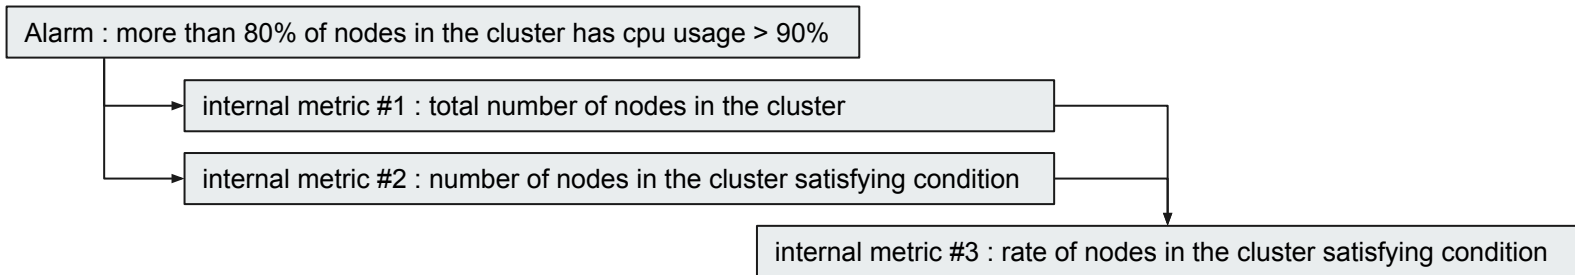 Alarm : more than 80% of nodes in the cluster has cpu usage > 90%
internal metric #1 : total number of nodes in the cluster
internal metric #2 : number of nodes in the cluster satisfying condition
internal metric #3 : rate of nodes in the cluster satisfying condition